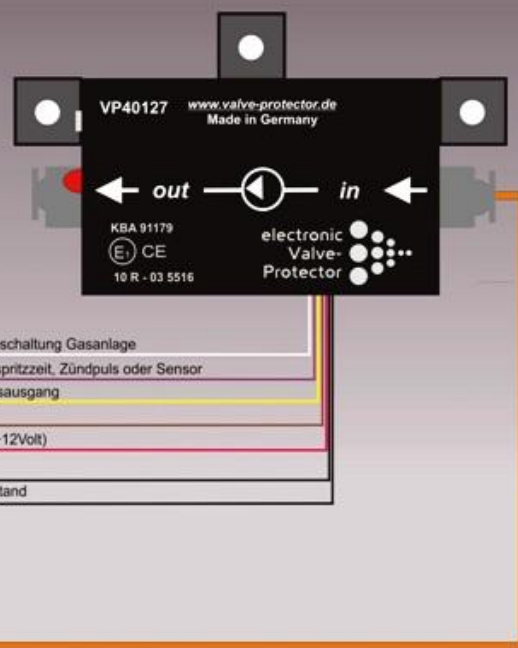 VP40127 www.valve-protector.de
Made in Germany
out in
KBA 91179
E1 CE
10 R - 03 5516
electronic
Valve-
Protector
schaltung Gasanlage
spritzzeit, Zündpuls oder Sensor
sausgang
12Volt)
tand